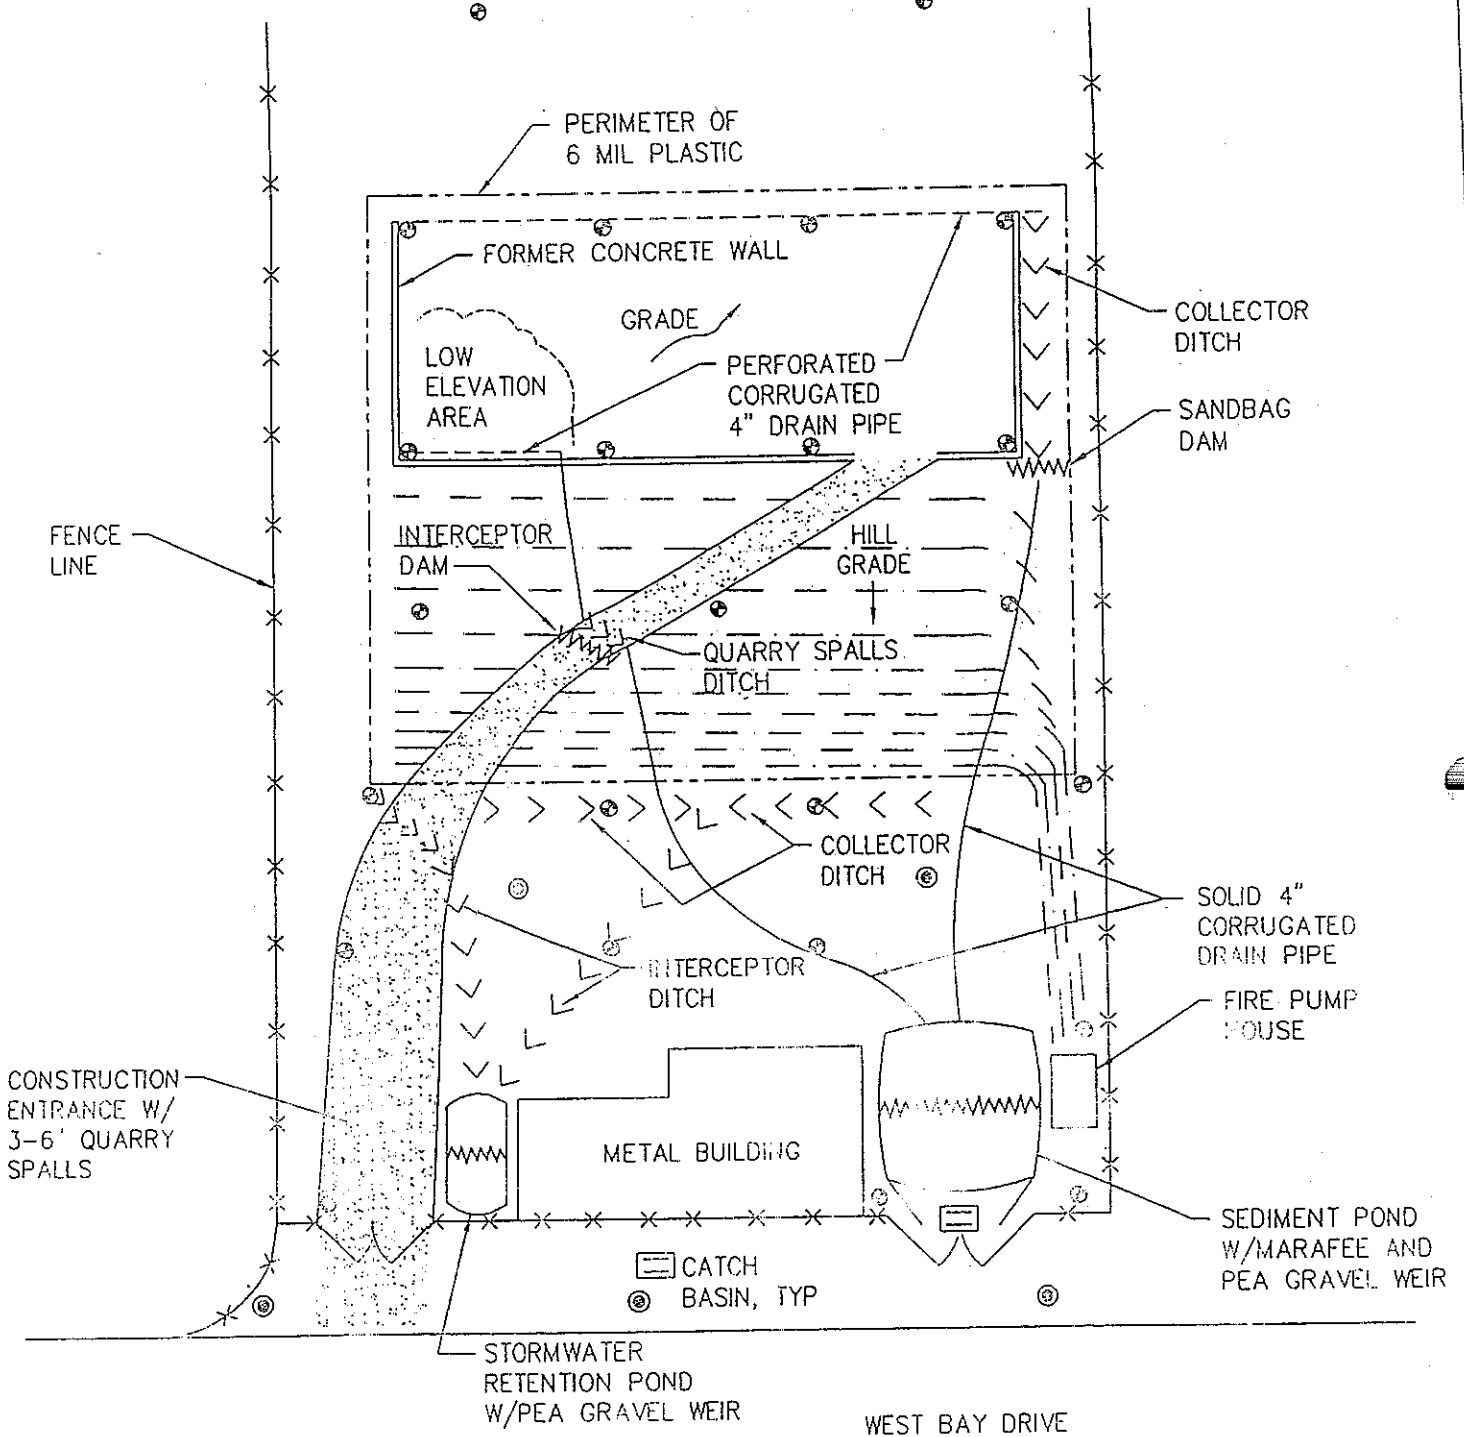 PERIMETER OF
6 MIL PLASTIC
FORMER CONCRETE WALL
GRADE
COLLECTOR
DITCH
LOW
ELEVATION
AREA
PERFORATED
CORRUGATED
4" DRAIN PIPE
SANDBAG
DAM
FENCE
LINE
INTERCEPTOR
DAM
HILL
GRADE
QUARRY SPALLS
DITCH
COLLECTOR
DITCH
SOLID 4"
CORRUGATED
DRAIN PIPE
INTERCEPTOR
DITCH
FIRE PUMP
HOUSE
CONSTRUCTION
ENTRANCE W/
3-6' QUARRY
SPALLS
METAL BUILDING
SEDIMENT POND
W/MARAFEE AND
PEA GRAVEL WEIR
CATCH
BASIN, TYP
STORMWATER
RETENTION POND
W/PEA GRAVEL WEIR
WEST BAY DRIVE